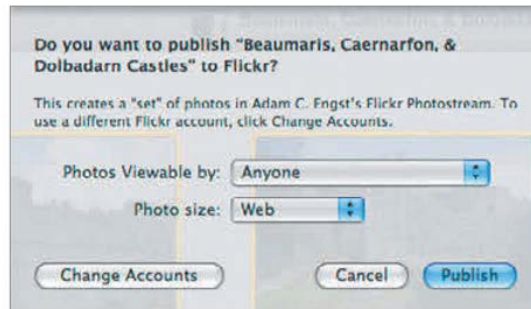 Do you want to publish "Beaumaris, Caernarfon, &
Dolbadarn Castles" to Flickr?
This creates a "set" of photos in Adam C. Engst's Flickr Photostream. To
use a different Flickr account, click Change Accounts.
Photos Viewable by: Anyone
Photo size: Web
Change Accounts Cancel Publish